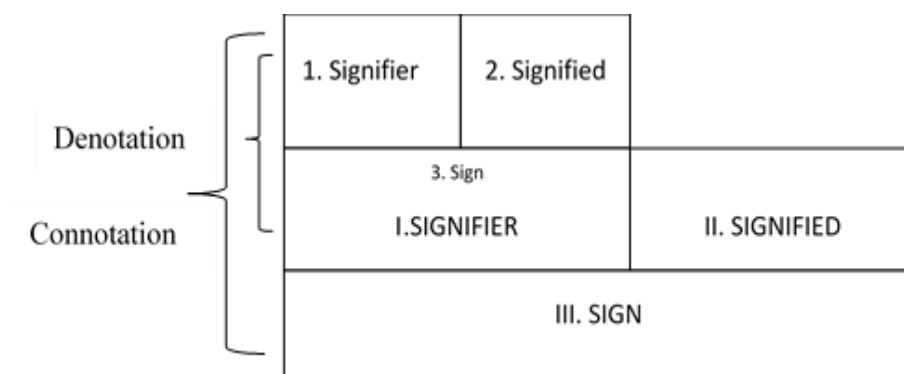 1. Signifier
2. Signified
Denotation
3. Sign
I.SIGNIFIER
II. SIGNIFIED
Connotation
III. SIGN